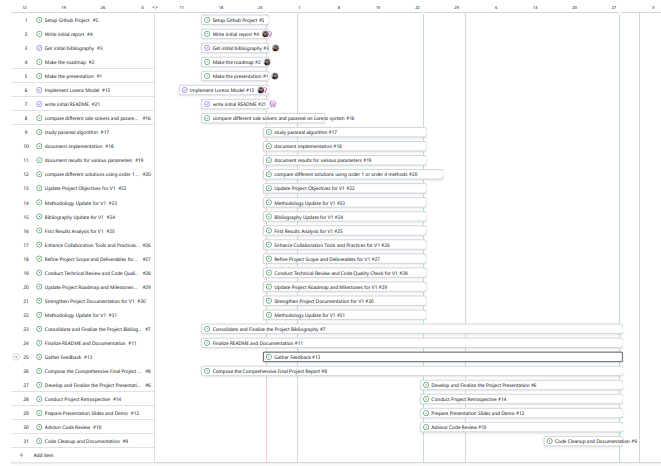 12 19 26 4 11 18 25 1 8 15 22 29 6 13 20 27 3
1 Setup Github Project #5 Setup Github Project #5
2 Write initial report #4 Write initial report #4
3 Get initial bibliography #3 Get initial bibliography #3
4 Make the roadmap #2 Make the roadmap #2
5 Make the presentation #1 Make the presentation #1
6 Implement Lorenz Model #15 Implement Lorenz Model #15
7 write initial README #21 write initial README #21
8 compare different ode solvers and parare... #16 compare different ode solvers and parareal on Lorenz system #16
9 study parareal algorithm #17 study parareal algorithm #17
10 document implementation #18 document implementation #18
11 document results for various parameters #19 document results for various parameters #19
12 compare different solutions using order 1 ... #20 compare different solutions using order 1 or order 4 methods #20
13 Update Project Objectives for V1 #22 Update Project Objectives for V1 #22
14 Methodology Update for V1 #23 Methodology Update for V1 #23
15 Bibliography Update for V1 #24 Bibliography Update for V1 #24
16 First Results Analysis for V1 #25 First Results Analysis for V1 #25
17 Enhance Collaboration Tools and Practices... #26 Enhance Collaboration Tools and Practices for V1 #26
18 Refine Project Scope and Deliverables for ... #27 Refine Project Scope and Deliverables for V1 #27
19 Conduct Technical Review and Code Quali... #28 Conduct Technical Review and Code Quality Check for V1 #28
20 Update Project Roadmap and Milestones ... #29 Update Project Roadmap and Milestones for V1 #29
21 Strengthen Project Documentation for V1 #30 Strengthen Project Documentation for V1 #30
22 Methodology Update for V1 #31 Methodology Update for V1 #31
23 Consolidate and Finalize the Project Bibliog... #7 Consolidate and Finalize the Project Bibliography #7
24 Finalize README and Documentation #11 Finalize README and Documentation #11
25 Gather Feedback #13 Gather Feedback #13
26 Compose the Comprehensive Final Project ... #8 Compose the Comprehensive Final Project Report #8
27 Develop and Finalize the Project Presentati... #6 Develop and Finalize the Project Presentation #6
28 Conduct Project Retrospective #14 Conduct Project Retrospective #14
29 Prepare Presentation Slides and Demo #12 Prepare Presentation Slides and Demo #12
30 Advisor Code Review #10 Advisor Code Review #10
31 Code Cleanup and Documentation #9 Code Cleanup and Documentation #9
+ Add item